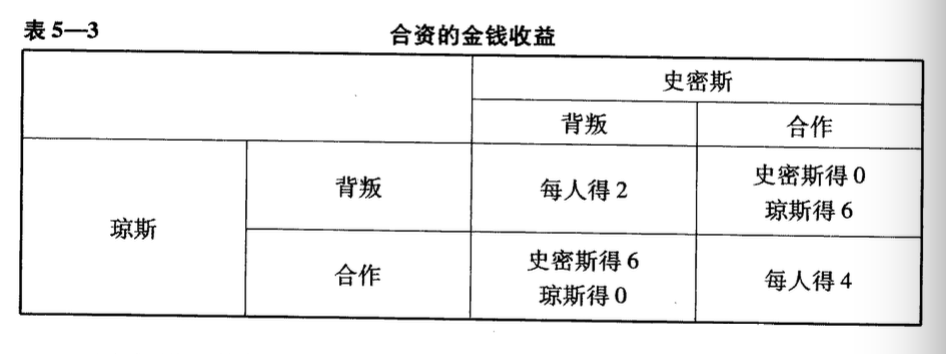 表 5—3
合资的金钱收益
史密斯
背叛
合作
琼斯
背叛
每人得 2
史密斯得 0
琼斯得 6
合作
史密斯得 6
琼斯得 0
每人得 4